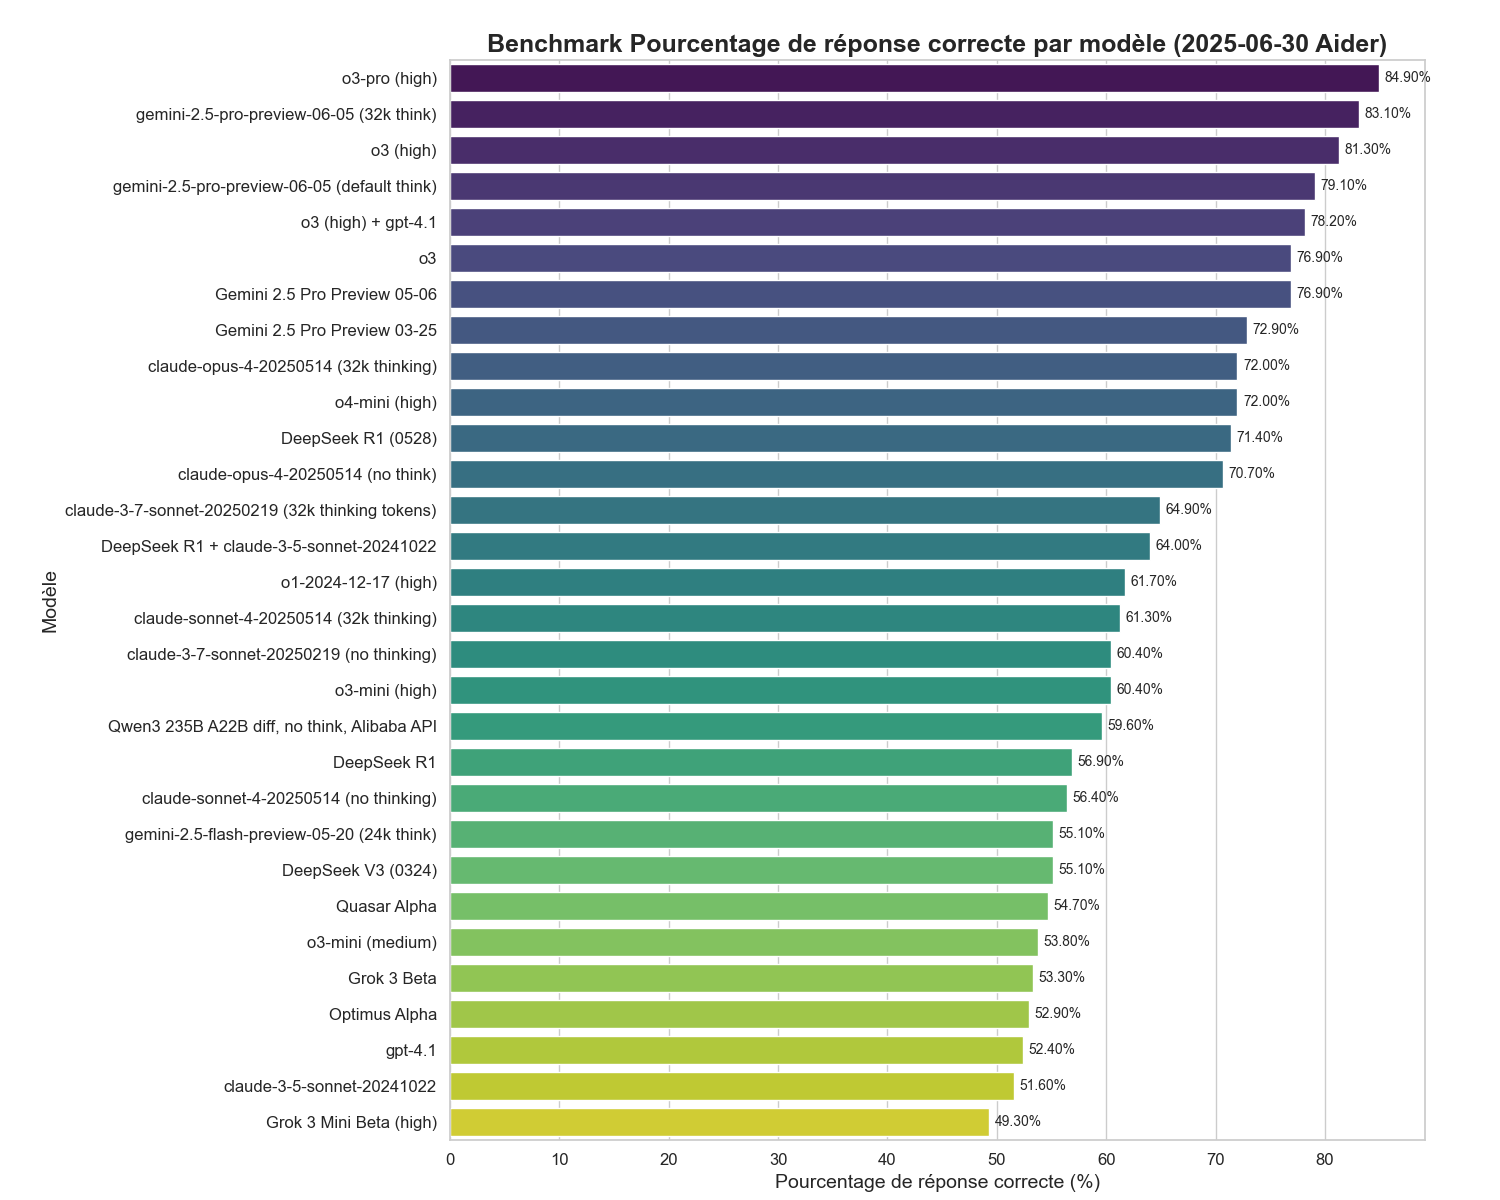 Benchmark Pourcentage de réponse correcte par modèle (2025-06-30 Aider)
o3-pro (high) 84.90%
gemini-2.5-pro-preview-06-05 (32k think) 83.10%
o3 (high) 81.30%
gemini-2.5-pro-preview-06-05 (default think) 79.10%
o3 (high) + gpt-4.1 78.20%
o3 76.90%
Gemini 2.5 Pro Preview 05-06 76.90%
Gemini 2.5 Pro Preview 03-25 72.90%
claude-opus-4-20250514 (32k thinking) 72.00%
o4-mini (high) 72.00%
DeepSeek R1 (0528) 71.40%
claude-opus-4-20250514 (no think) 70.70%
claude-3-7-sonnet-20250219 (32k thinking tokens) 64.90%
DeepSeek R1 + claude-3-5-sonnet-20241022 64.00%
o1-2024-12-17 (high) 61.70%
claude-sonnet-4-20250514 (32k thinking) 61.30%
claude-3-7-sonnet-20250219 (no thinking) 60.40%
o3-mini (high) 60.40%
Qwen3 235B A22B diff, no think, Alibaba API 59.60%
DeepSeek R1 56.90%
claude-sonnet-4-20250514 (no thinking) 56.40%
gemini-2.5-flash-preview-05-20 (24k think) 55.10%
DeepSeek V3 (0324) 55.10%
Quasar Alpha 54.70%
o3-mini (medium) 53.80%
Grok 3 Beta 53.30%
Optimus Alpha 52.90%
gpt-4.1 52.40%
claude-3-5-sonnet-20241022 51.60%
Grok 3 Mini Beta (high) 49.30%
Modèle
0 10 20 30 40 50 60 70 80
Pourcentage de réponse correcte (%)